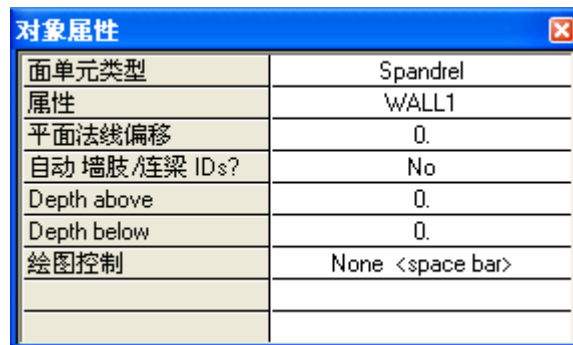 对象属性
面单元类型 Spandrel
属性 WALL1
平面法线偏移 0.
自动 墙肢/连梁 IDs? No
Depth above 0.
Depth below 0.
绘图控制 None <space bar>